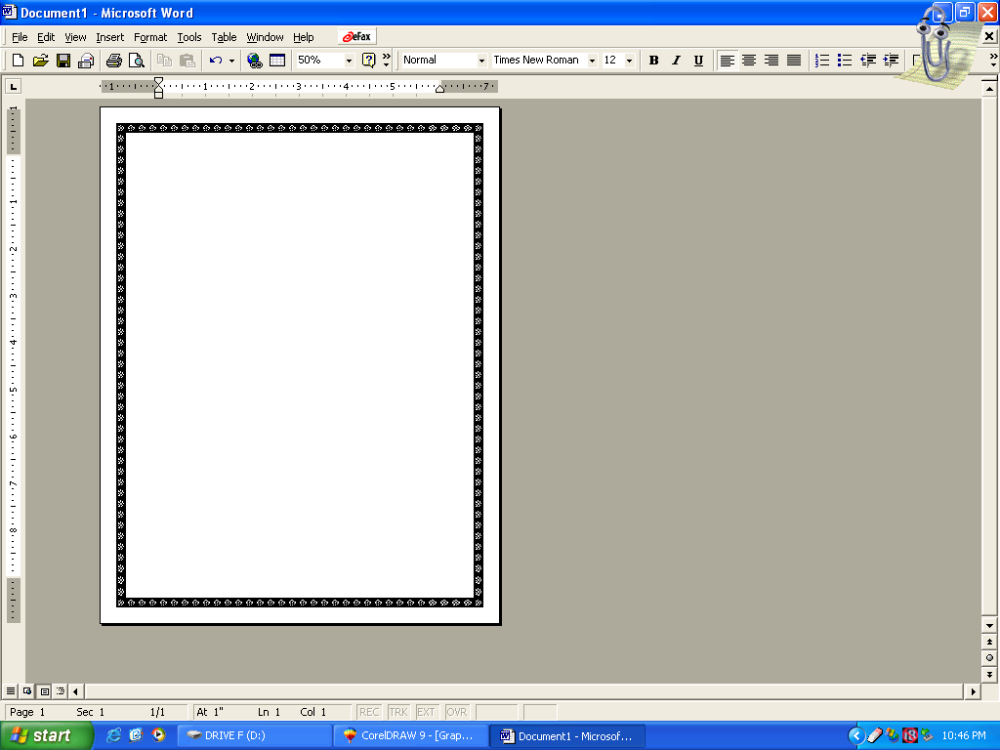 Document1 - Microsoft Word
File Edit View Insert Format Tools Table Window Help eFax
50% Normal Times New Roman 12 B I U
1 1 2 3 4 5 7
1
1
2
3
4
5
6
7
8
Page 1 Sec 1 1/1 At 1" Ln 1 Col 1 REC TRK EXT OVR
start DRIVE F (D:) CorelDRAW 9 - [Grap... Document1 - Microsof... 10:46 PM